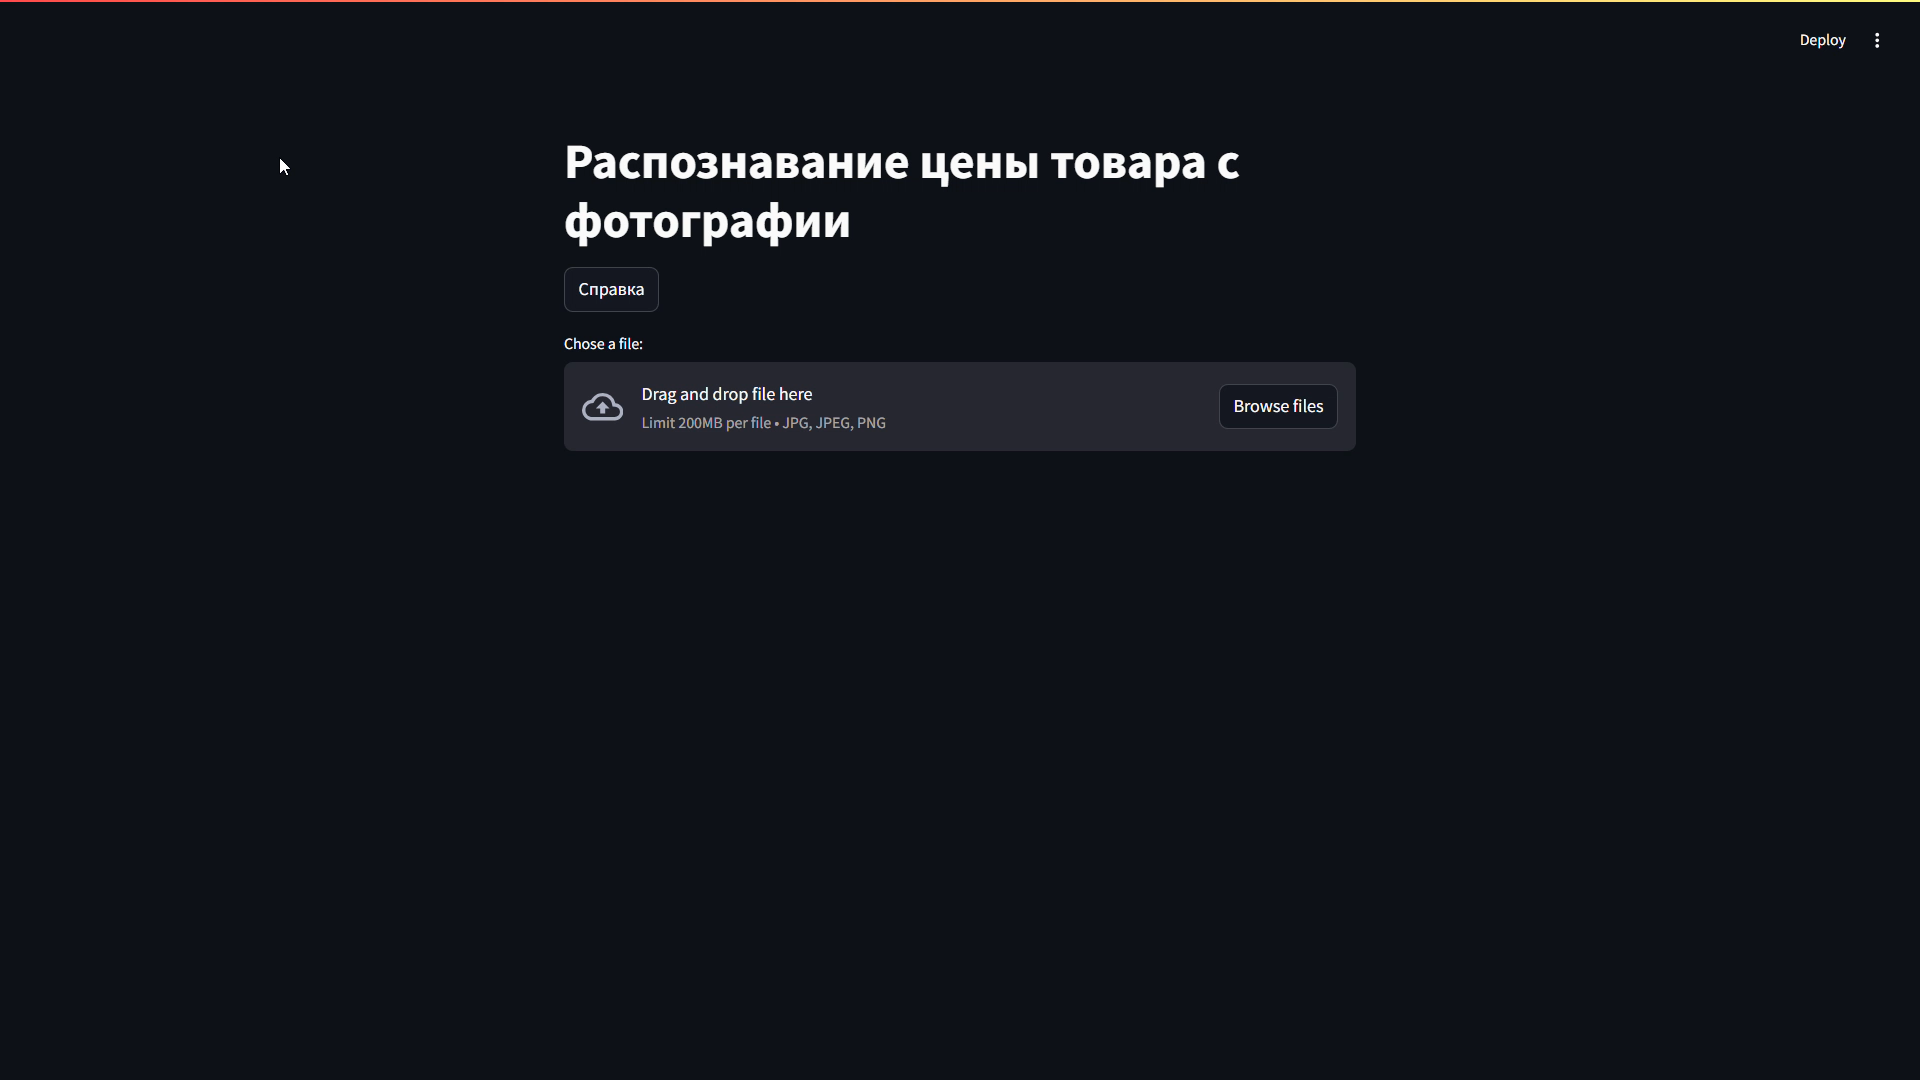 Deploy
Распознавание цены товара с
фотографии
Справка
Chose a file:
Drag and drop file here
Limit 200MB per file • JPG, JPEG, PNG
Browse files